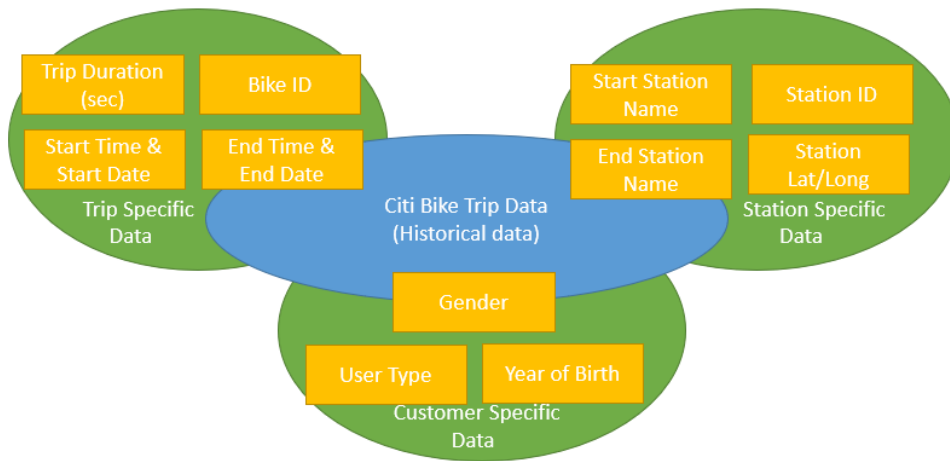 Trip Duration
(sec)
Bike ID
Start Time &
Start Date
End Time &
End Date
Trip Specific
Data
Citi Bike Trip Data
(Historical data)
Start Station
Name
Station ID
End Station
Name
Station
Lat/Long
Station Specific
Data
Gender
User Type
Year of Birth
Customer Specific
Data